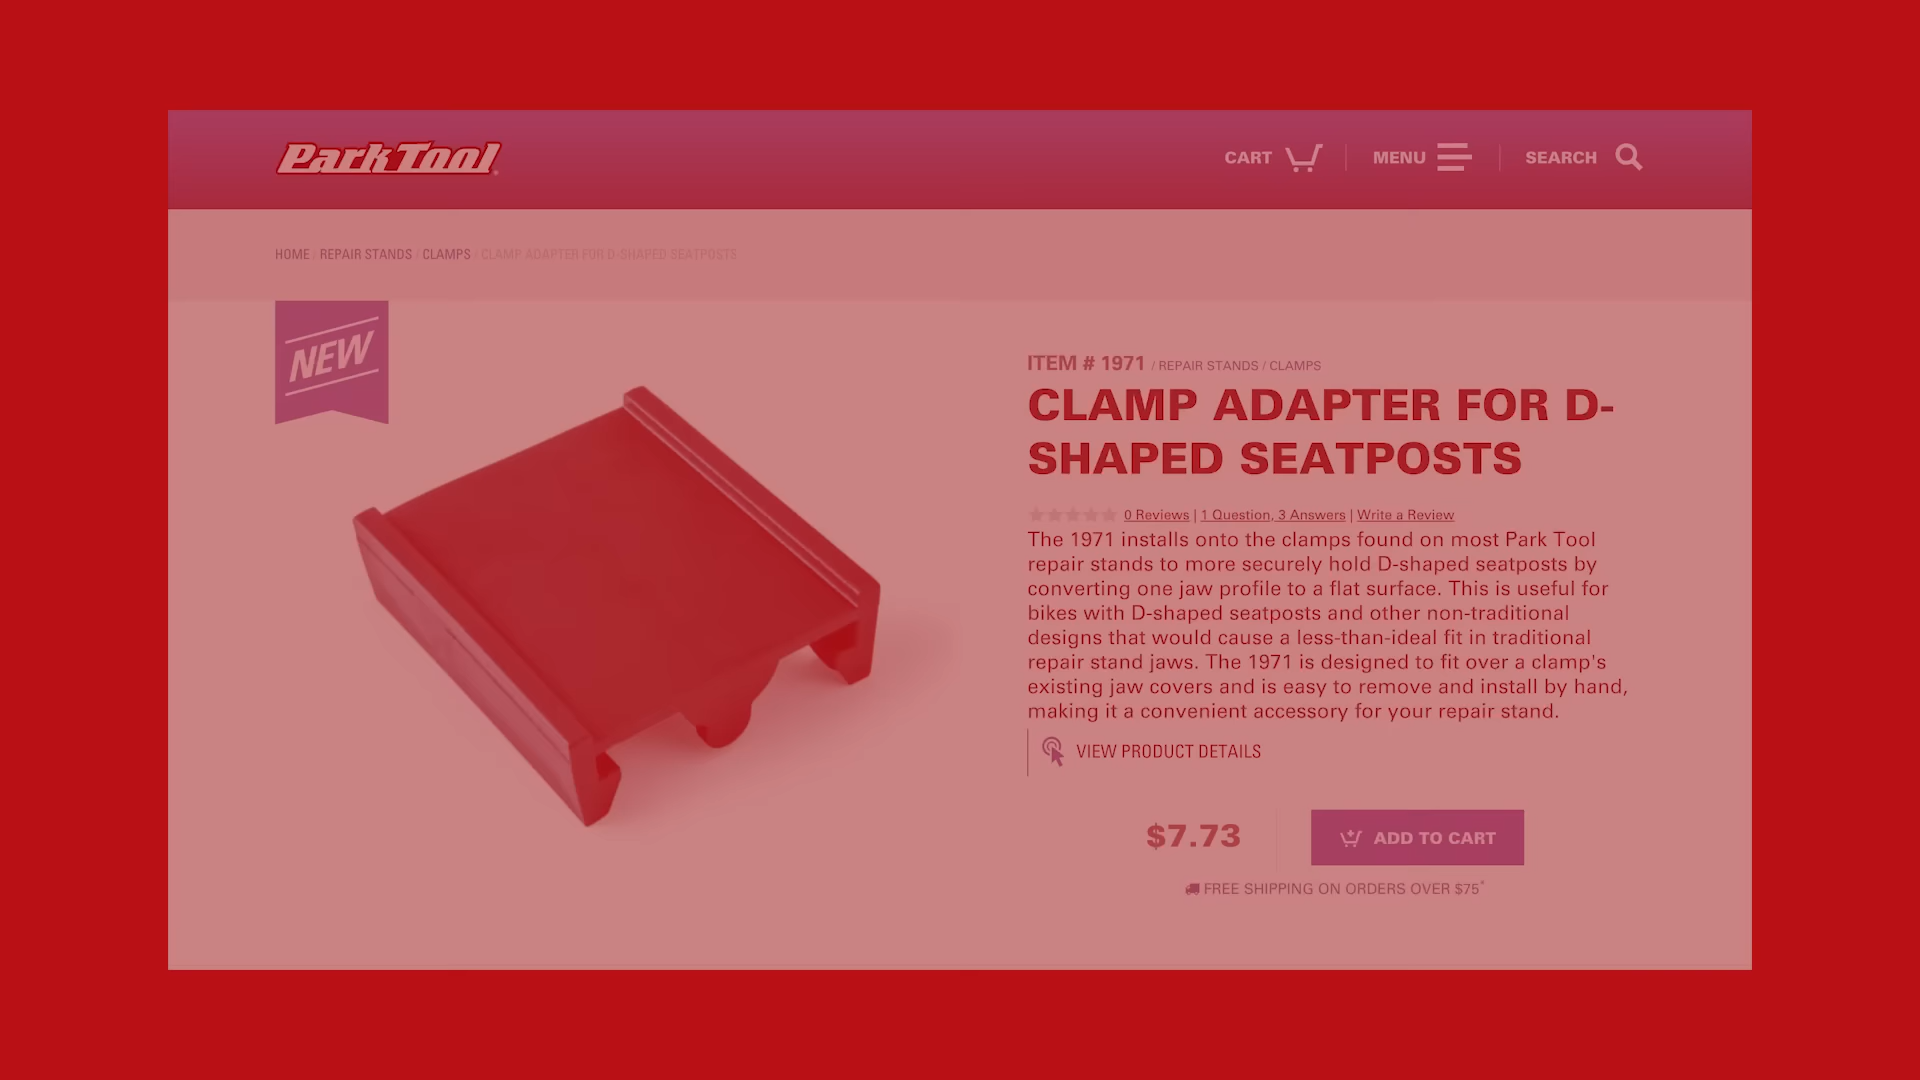 ParkTool
CART
MENU
SEARCH
HOME / REPAIR STANDS / CLAMPS / CLAMP ADAPTER FOR D-SHAPED SEATPOSTS
NEW
ITEM # 1971 / REPAIR STANDS / CLAMPS
CLAMP ADAPTER FOR D-
SHAPED SEATPOSTS
0 Reviews | 1 Question, 3 Answers | Write a Review
The 1971 installs onto the clamps found on most Park Tool
repair stands to more securely hold D-shaped seatposts by
converting one jaw profile to a flat surface. This is useful for
bikes with D-shaped seatposts and other non-traditional
designs that would cause a less-than-ideal fit in traditional
repair stand jaws. The 1971 is designed to fit over a clamp's
existing jaw covers and is easy to remove and install by hand,
making it a convenient accessory for your repair stand.
VIEW PRODUCT DETAILS
$7.73
ADD TO CART
FREE SHIPPING ON ORDERS OVER $75*